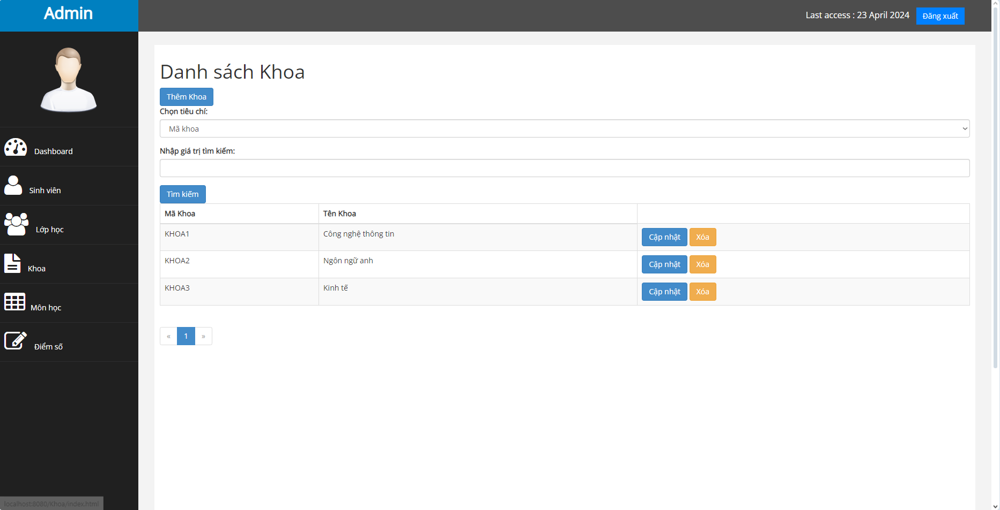 Admin
Last access : 23 April 2024 Đăng xuất
Dashboard
Sinh viên
Lớp học
Khoa
Môn học
Điểm số
Danh sách Khoa
Thêm Khoa
Chọn tiêu chí:
Mã khoa
Nhập giá trị tìm kiếm:
Tìm kiếm
Mã Khoa Tên Khoa
KHOA1 Công nghệ thông tin Cập nhật Xóa
KHOA2 Ngôn ngữ anh Cập nhật Xóa
KHOA3 Kinh tế Cập nhật Xóa
« 1 »
localhost:8080/Khoa/index.html